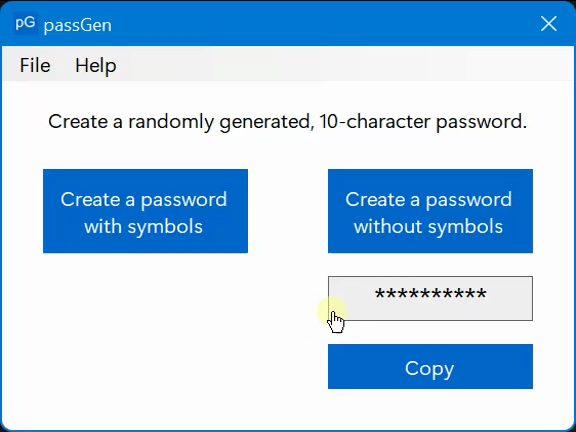 pG passGen
File Help
Create a randomly generated, 10-character password.
Create a password
with symbols
Create a password
without symbols
**********
Copy